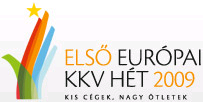 ELSŐ EURÓPAI
KKV HÉT 2009
KIS CÉGEK, NAGY ÖTLETEK